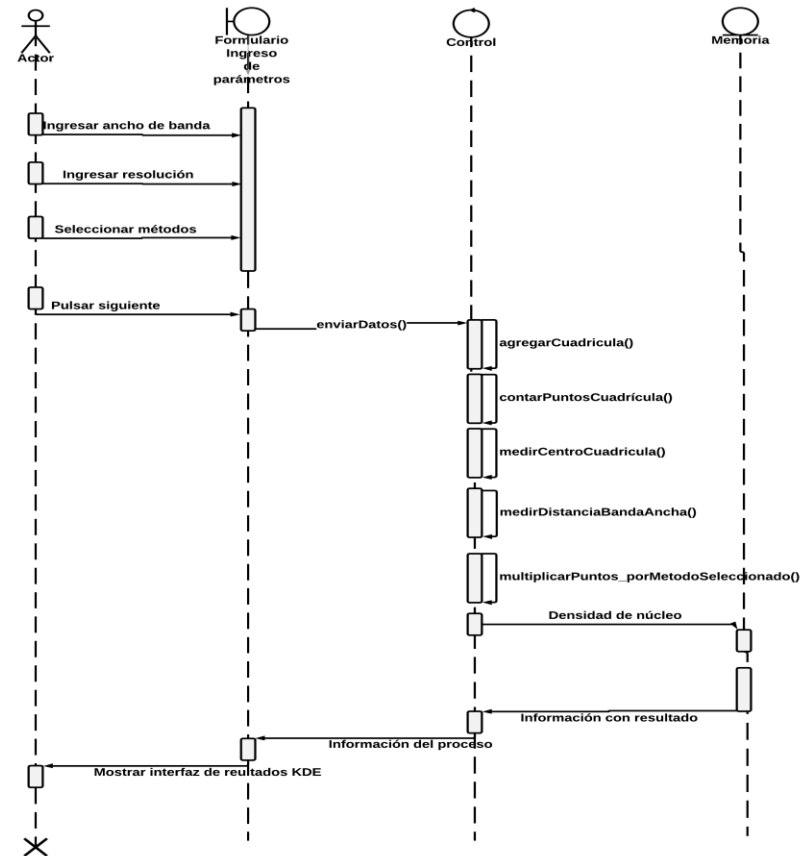 Actor
Formulario
Ingreso
de
parámetros
Control
Memoria
Ingresar ancho de banda
Ingresar resolución
Seleccionar métodos
Pulsar siguiente
enviarDatos()
agregarCuadricula()
contarPuntosCuadrícula()
medirCentroCuadricula()
medirDistanciaBandaAncha()
multiplicarPuntos_porMetodoSeleccionado()
Densidad de núcleo
Información con resultado
Información del proceso
Mostrar interfaz de reultados KDE